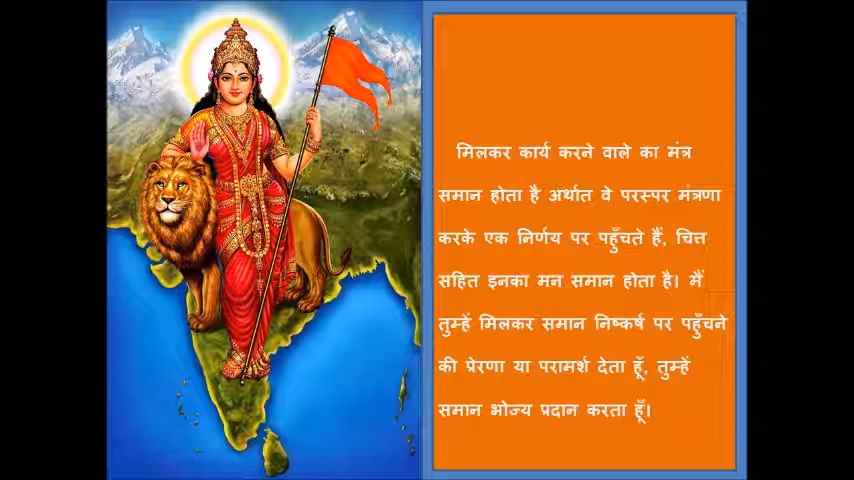 मिलकर कार्य करने वाले का मंत्र
समान होता है अर्थात वे परस्पर मंत्रणा
करके एक निर्णय पर पहुँचते हैं, चित्त
सहित इनका मन समान होता है। मैं
तुम्हें मिलकर समान निष्कर्ष पर पहुँचने
की प्रेरणा या परामर्श देता हूँ, तुम्हें
समान भोज्य प्रदान करता हूँ।